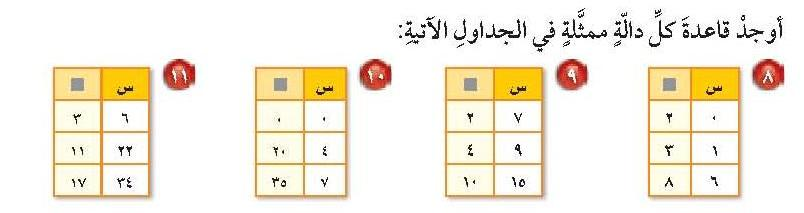 أوجدْ قاعدةَ كلِّ دالّةٍ ممثَّلةٍ في الجداولِ الآتيةِ:
٨ ٩ ١٠ ١١
س ■ س ■ س ■ س ■
٠ ٢ ٧ ٢ ٠ ٠ ٦ ٣
١ ٣ ٩ ٤ ٤ ٢٠ ٢٢ ١١
٦ ٨ ١٥ ١٠ ٧ ٣٥ ٣٤ ١٧